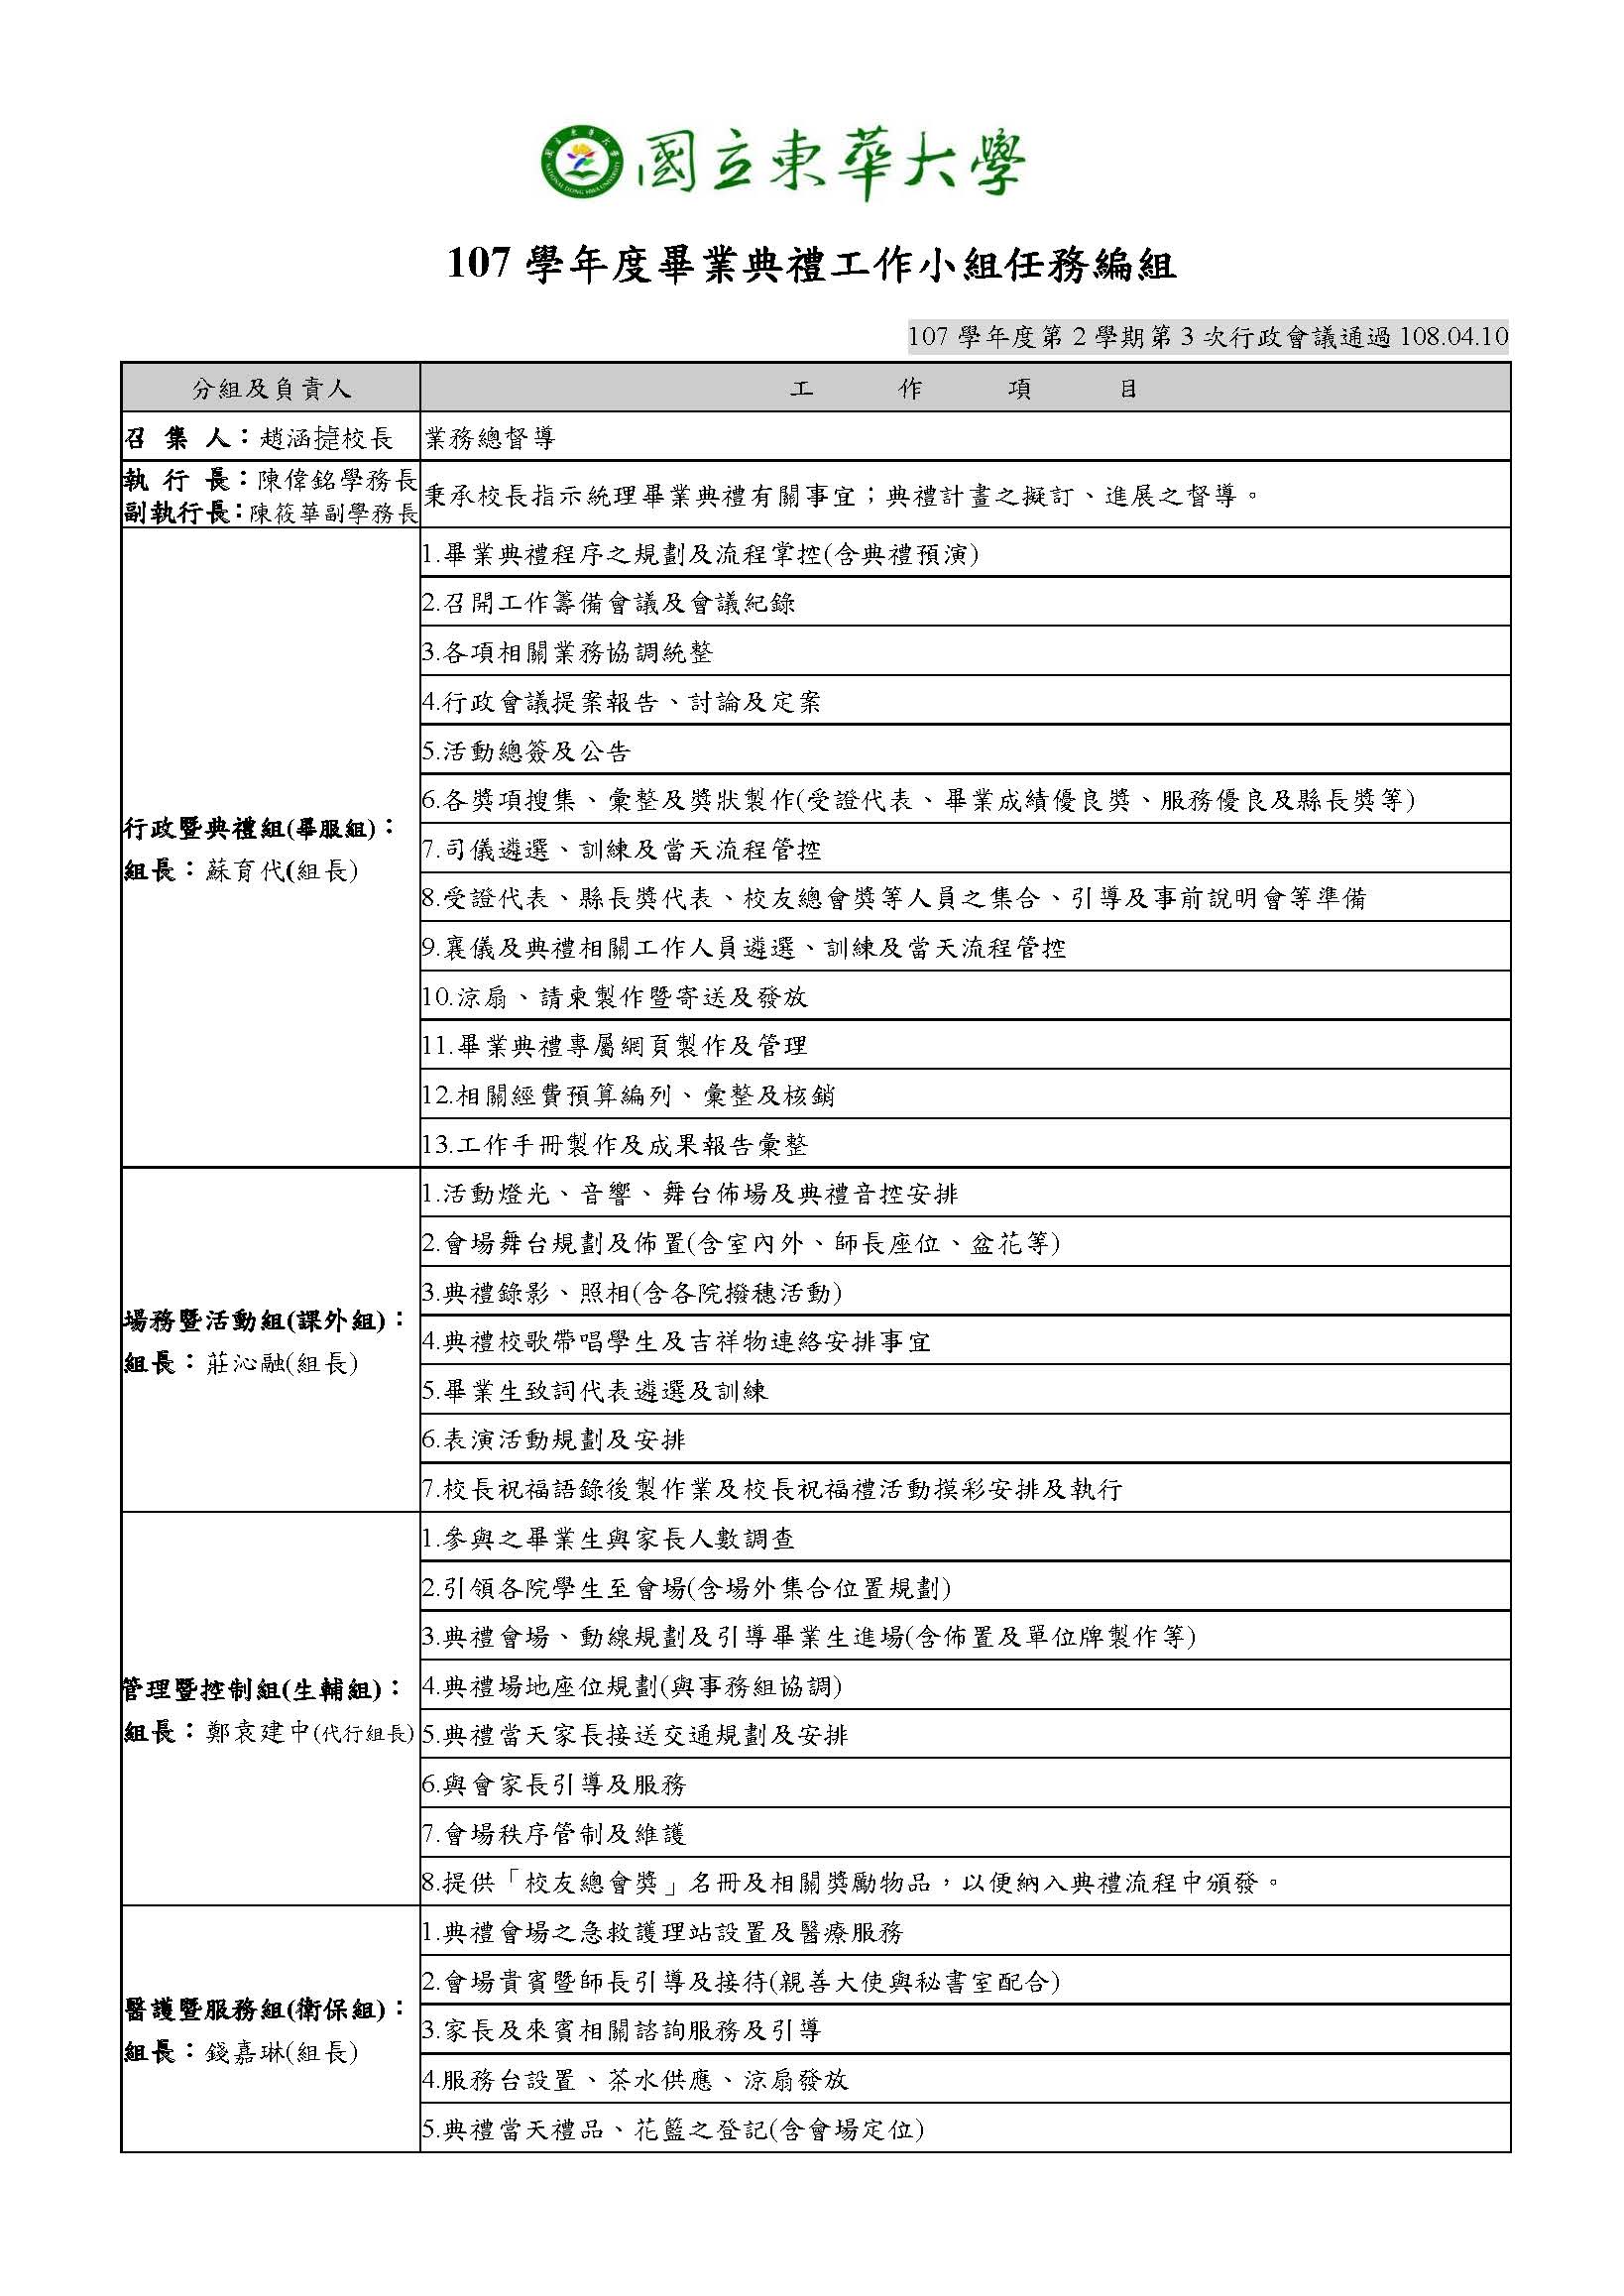 國立東華大學
107 學年度畢業典禮工作小組任務編組
107 學年度第 2 學期第 3 次行政會議通過 108.04.10
分組及負責人 工作項目
召 集 人：趙涵㨗校長 業務總督導
執 行 長：陳偉銘學務長
副執行長：陳筱華副學務長
秉承校長指示統理畢業典禮有關事宜；典禮計畫之擬訂、進展之督導。
行政暨典禮組(畢服組)：
組長：蘇育代(組長)
1.畢業典禮程序之規劃及流程掌控(含典禮預演)
2.召開工作籌備會議及會議紀錄
3.各項相關業務協調統整
4.行政會議提案報告、討論及定案
5.活動總簽及公告
6.各獎項搜集、彙整及獎狀製作(受證代表、畢業成績優良獎、服務優良及縣長獎等)
7.司儀遴選、訓練及當天流程管控
8.受證代表、縣長獎代表、校友總會獎等人員之集合、引導及事前說明會等準備
9.襄儀及典禮相關工作人員遴選、訓練及當天流程管控
10.涼扇、請柬製作暨寄送及發放
11.畢業典禮專屬網頁製作及管理
12.相關經費預算編列、彙整及核銷
13.工作手冊製作及成果報告彙整
場務暨活動組(課外組)：
組長：莊沁融(組長)
1.活動燈光、音響、舞台佈場及典禮音控安排
2.會場舞台規劃及佈置(含室內外、師長座位、盆花等)
3.典禮錄影、照相(含各院撥穗活動)
4.典禮校歌帶唱學生及吉祥物連絡安排事宜
5.畢業生致詞代表遴選及訓練
6.表演活動規劃及安排
7.校長祝福語錄後製作業及校長祝福禮活動摸彩安排及執行
管理暨控制組(生輔組)：
組長：鄭袁建中(代行組長)
1.參與之畢業生與家長人數調查
2.引領各院學生至會場(含場外集合位置規劃)
3.典禮會場、動線規劃及引導畢業生進場(含佈置及單位牌製作等)
4.典禮場地座位規劃(與事務組協調)
5.典禮當天家長接送交通規劃及安排
6.與會家長引導及服務
7.會場秩序管制及維護
8.提供「校友總會獎」名冊及相關獎勵物品，以便納入典禮流程中頒發。
醫護暨服務組(衛保組)：
組長：錢嘉琳(組長)
1.典禮會場之急救護理站設置及醫療服務
2.會場貴賓暨師長引導及接待(親善大使與秘書室配合)
3.家長及來賓相關諮詢服務及引導
4.服務台設置、茶水供應、涼扇發放
5.典禮當天禮品、花籃之登記(含會場定位)